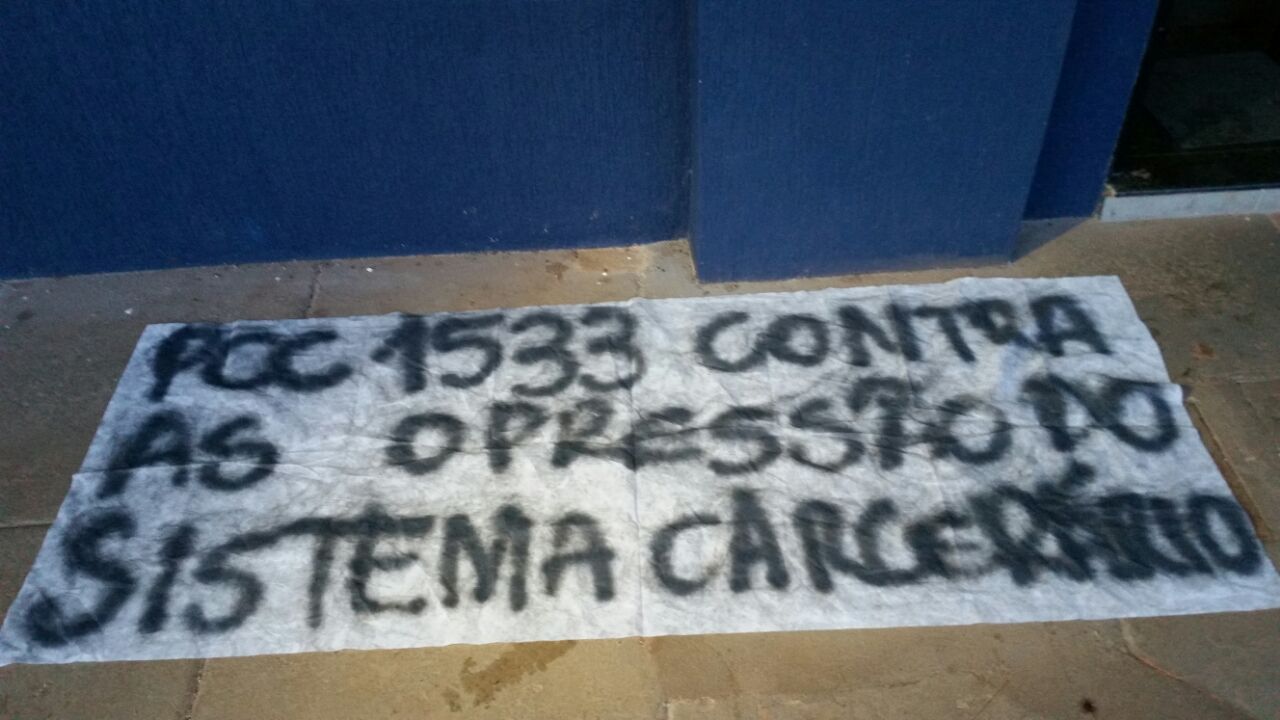 PCC 1533 CONTRA
AS OPRESSÃO DO
SISTEMA CARCERÁRIO